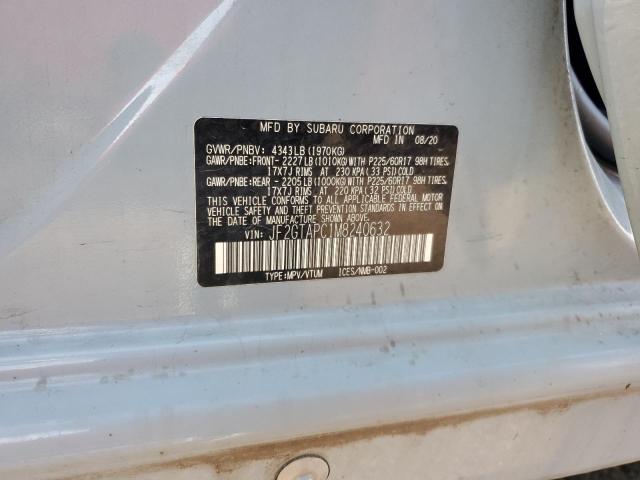 MFD BY SUBARU CORPORATION
MFD IN 08/20
GVWR/PNBV: 4343LB(1970KG)
GAWR/PNBE:FRONT- 2227LB(1010KG)WITH P225/60R17 98H TIRES,
17X7J RIMS AT 230 KPA(33 PSI)COLD
GAWR/PNBE:REAR - 2205LB(1000KG)WITH P225/60R17 98H TIRES,
17X7J RIMS AT 220 KPA(32 PSI)COLD
THIS VEHICLE CONFORMS TO ALL APPLICABLE FEDERAL MOTOR
VEHICLE SAFETY AND BUMPER STANDARDS IN EFFECT ON THE
DATE OF MANUFACTURE SHOWN ABOVE.
VIN: JF2GTAPC1M8240632
TYPE:MPV/VTUM ICES/NMB-002